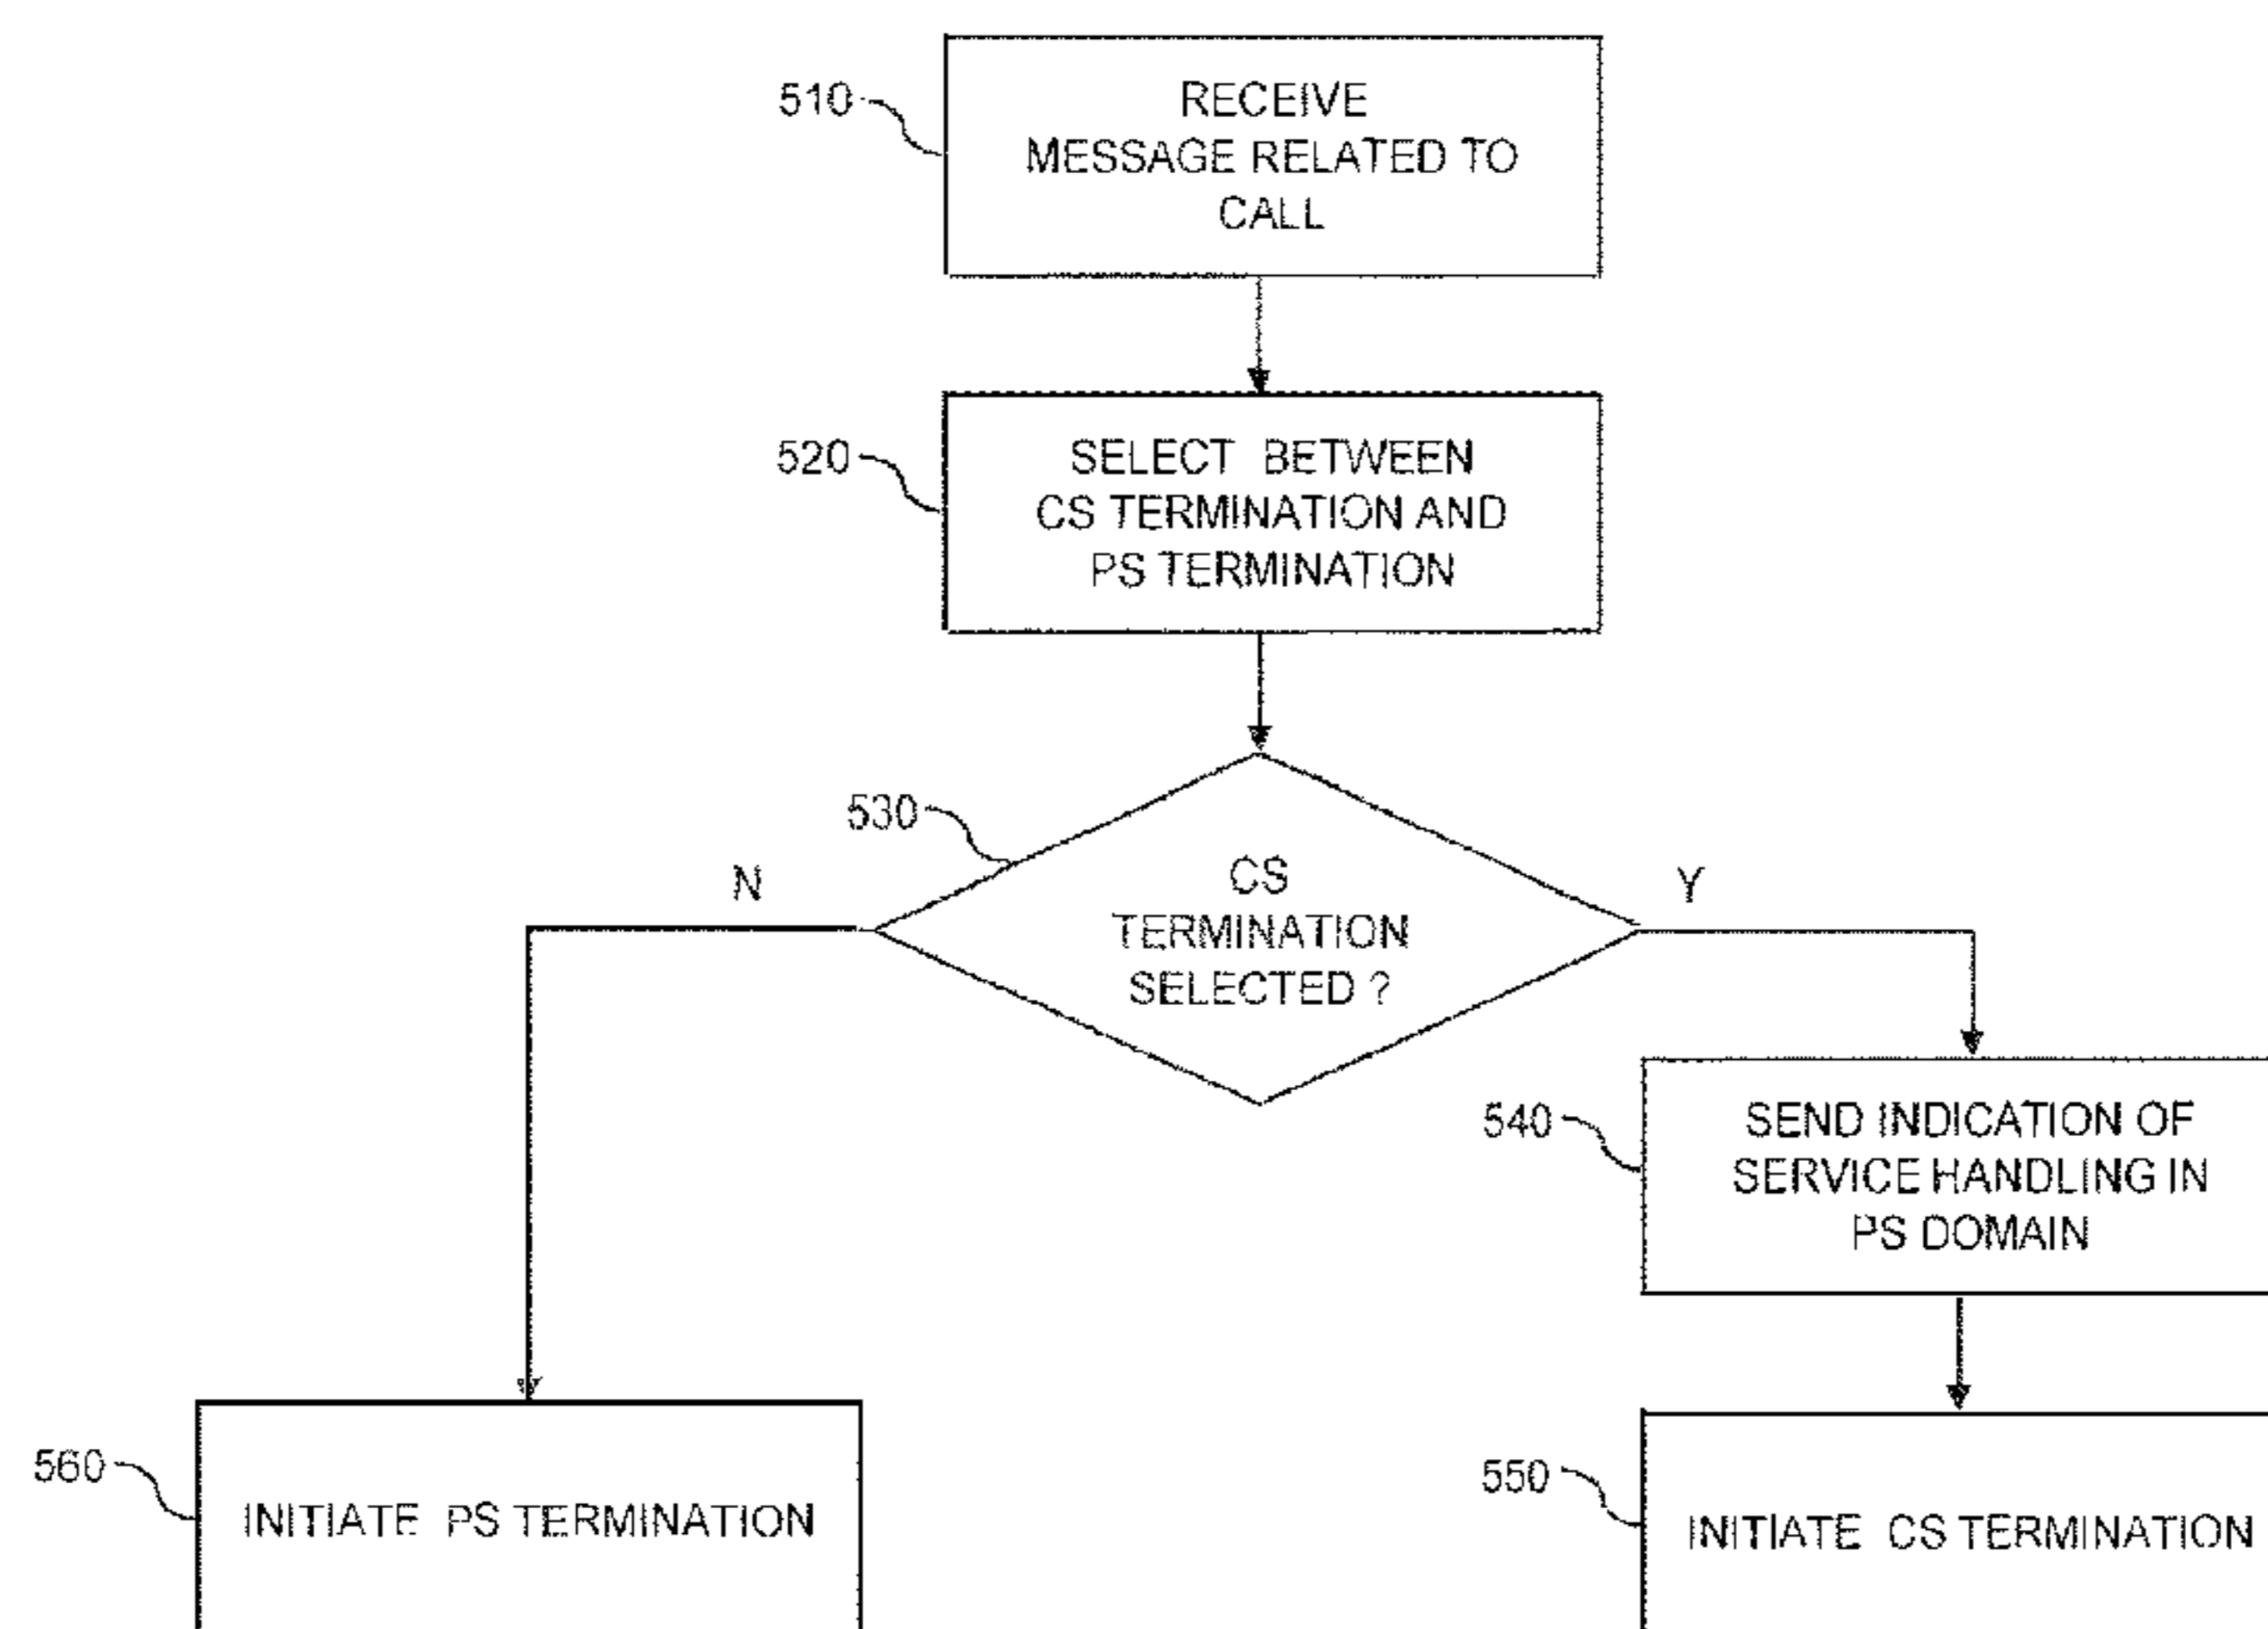 510
RECEIVE
MESSAGE RELATED TO
CALL
520
SELECT BETWEEN
CS TERMINATION AND
PS TERMINATION
530
CS
TERMINATION
SELECTED ?
N
Y
540
SEND INDICATION OF
SERVICE HANDLING IN
PS DOMAIN
560
INITIATE PS TERMINATION
550
INITIATE CS TERMINATION